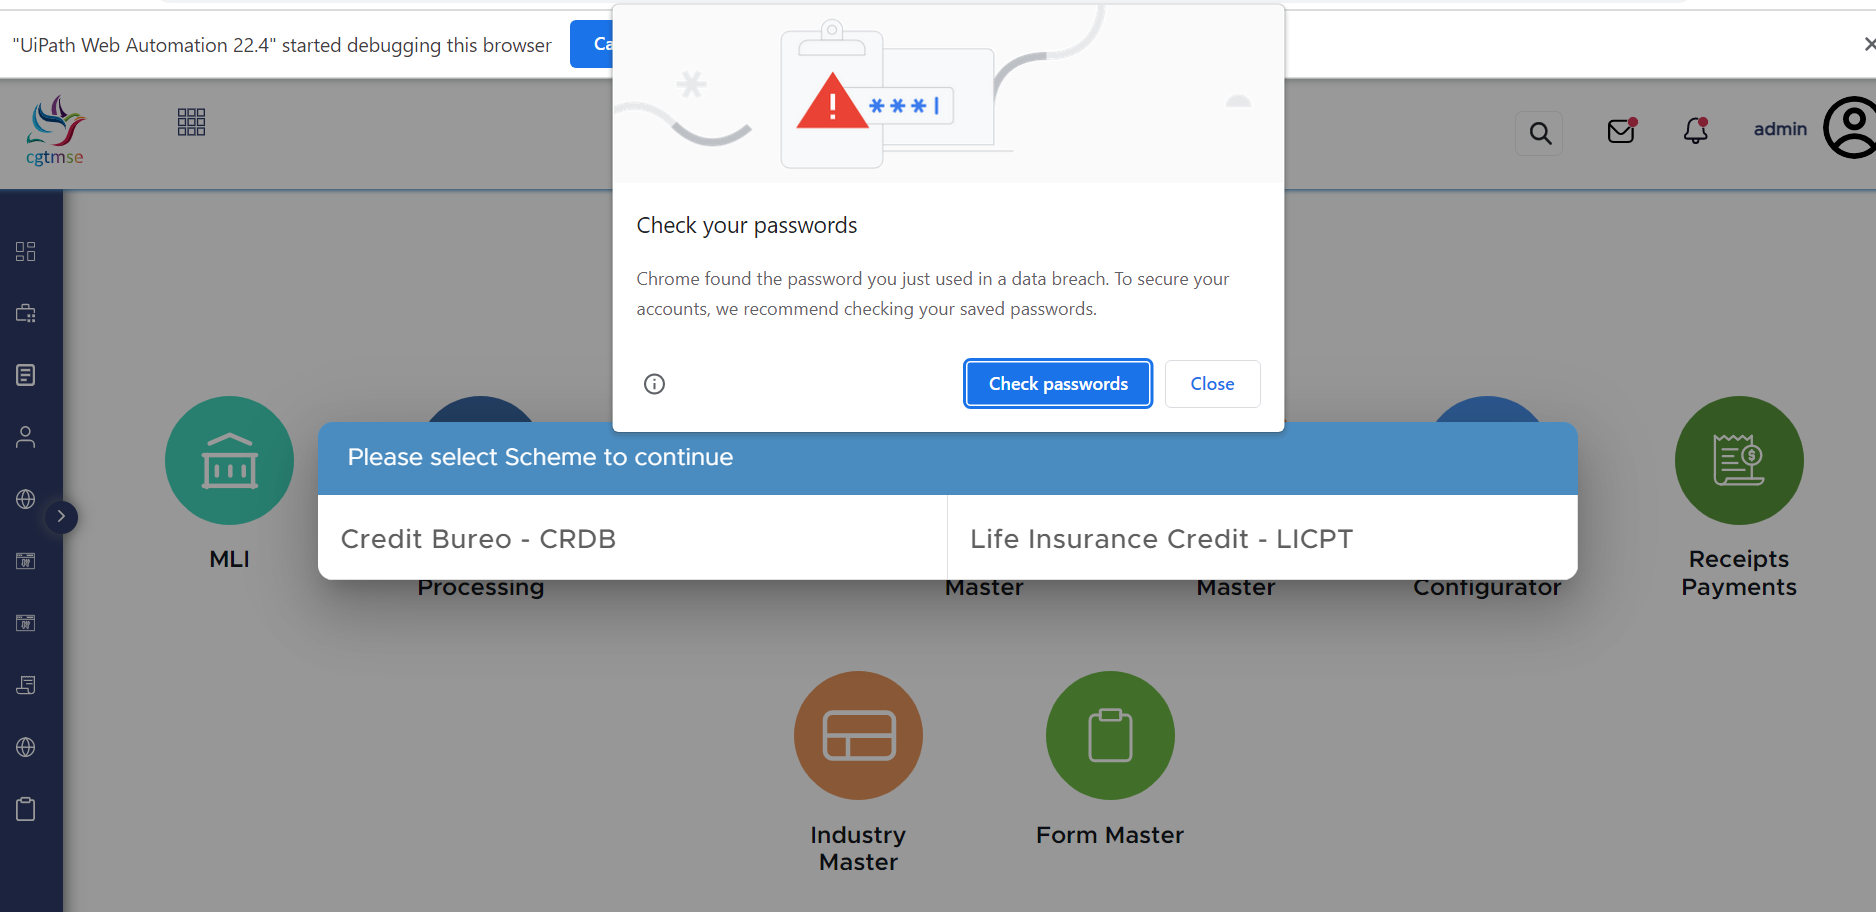 "UiPath Web Automation 22.4" started debugging this browser
Ca
***|
cgtmse
admin
Check your passwords
Chrome found the password you just used in a data breach. To secure your
accounts, we recommend checking your saved passwords.
Check passwords
Close
Please select Scheme to continue
Credit Bureo - CRDB
Life Insurance Credit - LICPT
MLI
Processing
Master
Master
Configurator
Receipts
Payments
Industry
Master
Form Master